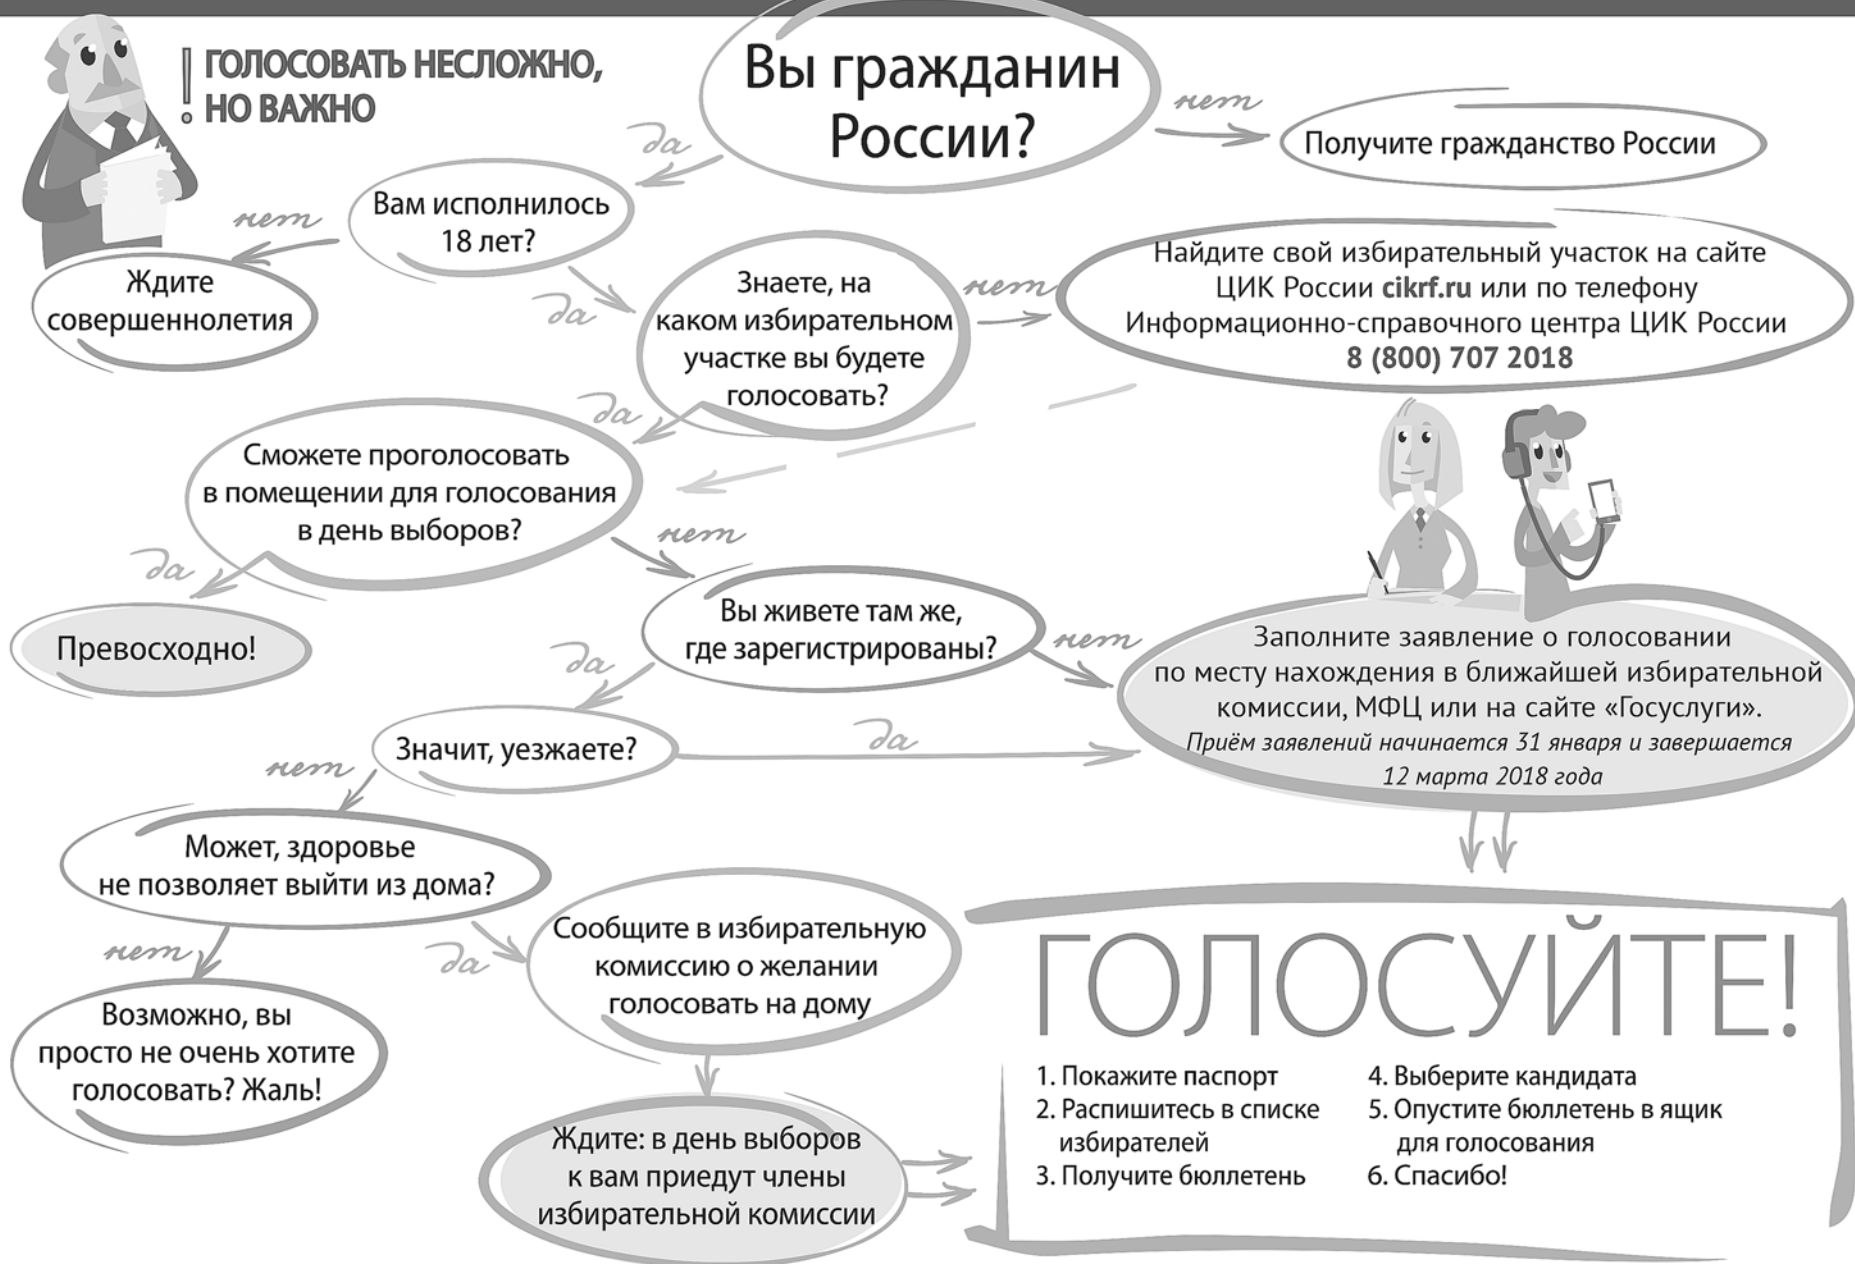 ! ГОЛОСОВАТЬ НЕСЛОЖНО,
НО ВАЖНО
Вы гражданин
России?
нет
Получите гражданство России
да
Вам исполнилось
18 лет?
нет
Ждите
совершеннолетия
да
Знаете, на
каком избирательном
участке вы будете
голосовать?
нет
Найдите свой избирательный участок на сайте
ЦИК России cikrf.ru или по телефону
Информационно-справочного центра ЦИК России
8 (800) 707 2018
да
Сможете проголосовать
в помещении для голосования
в день выборов?
да
Превосходно!
нет
Вы живете там же,
где зарегистрированы?
нет
Заполните заявление о голосовании
по месту нахождения в ближайшей избирательной
комиссии, МФЦ или на сайте «Госуслуги».
Приём заявлений начинается 31 января и завершается
12 марта 2018 года
да
Значит, уезжаете?
да
нет
Может, здоровье
не позволяет выйти из дома?
нет
Возможно, вы
просто не очень хотите
голосовать? Жаль!
да
Сообщите в избирательную
комиссию о желании
голосовать на дому
Ждите: в день выборов
к вам приедут члены
избирательной комиссии
ГОЛОСУЙТЕ!
1. Покажите паспорт
2. Распишитесь в списке
избирателей
3. Получите бюллетень
4. Выберите кандидата
5. Опустите бюллетень в ящик
для голосования
6. Спасибо!